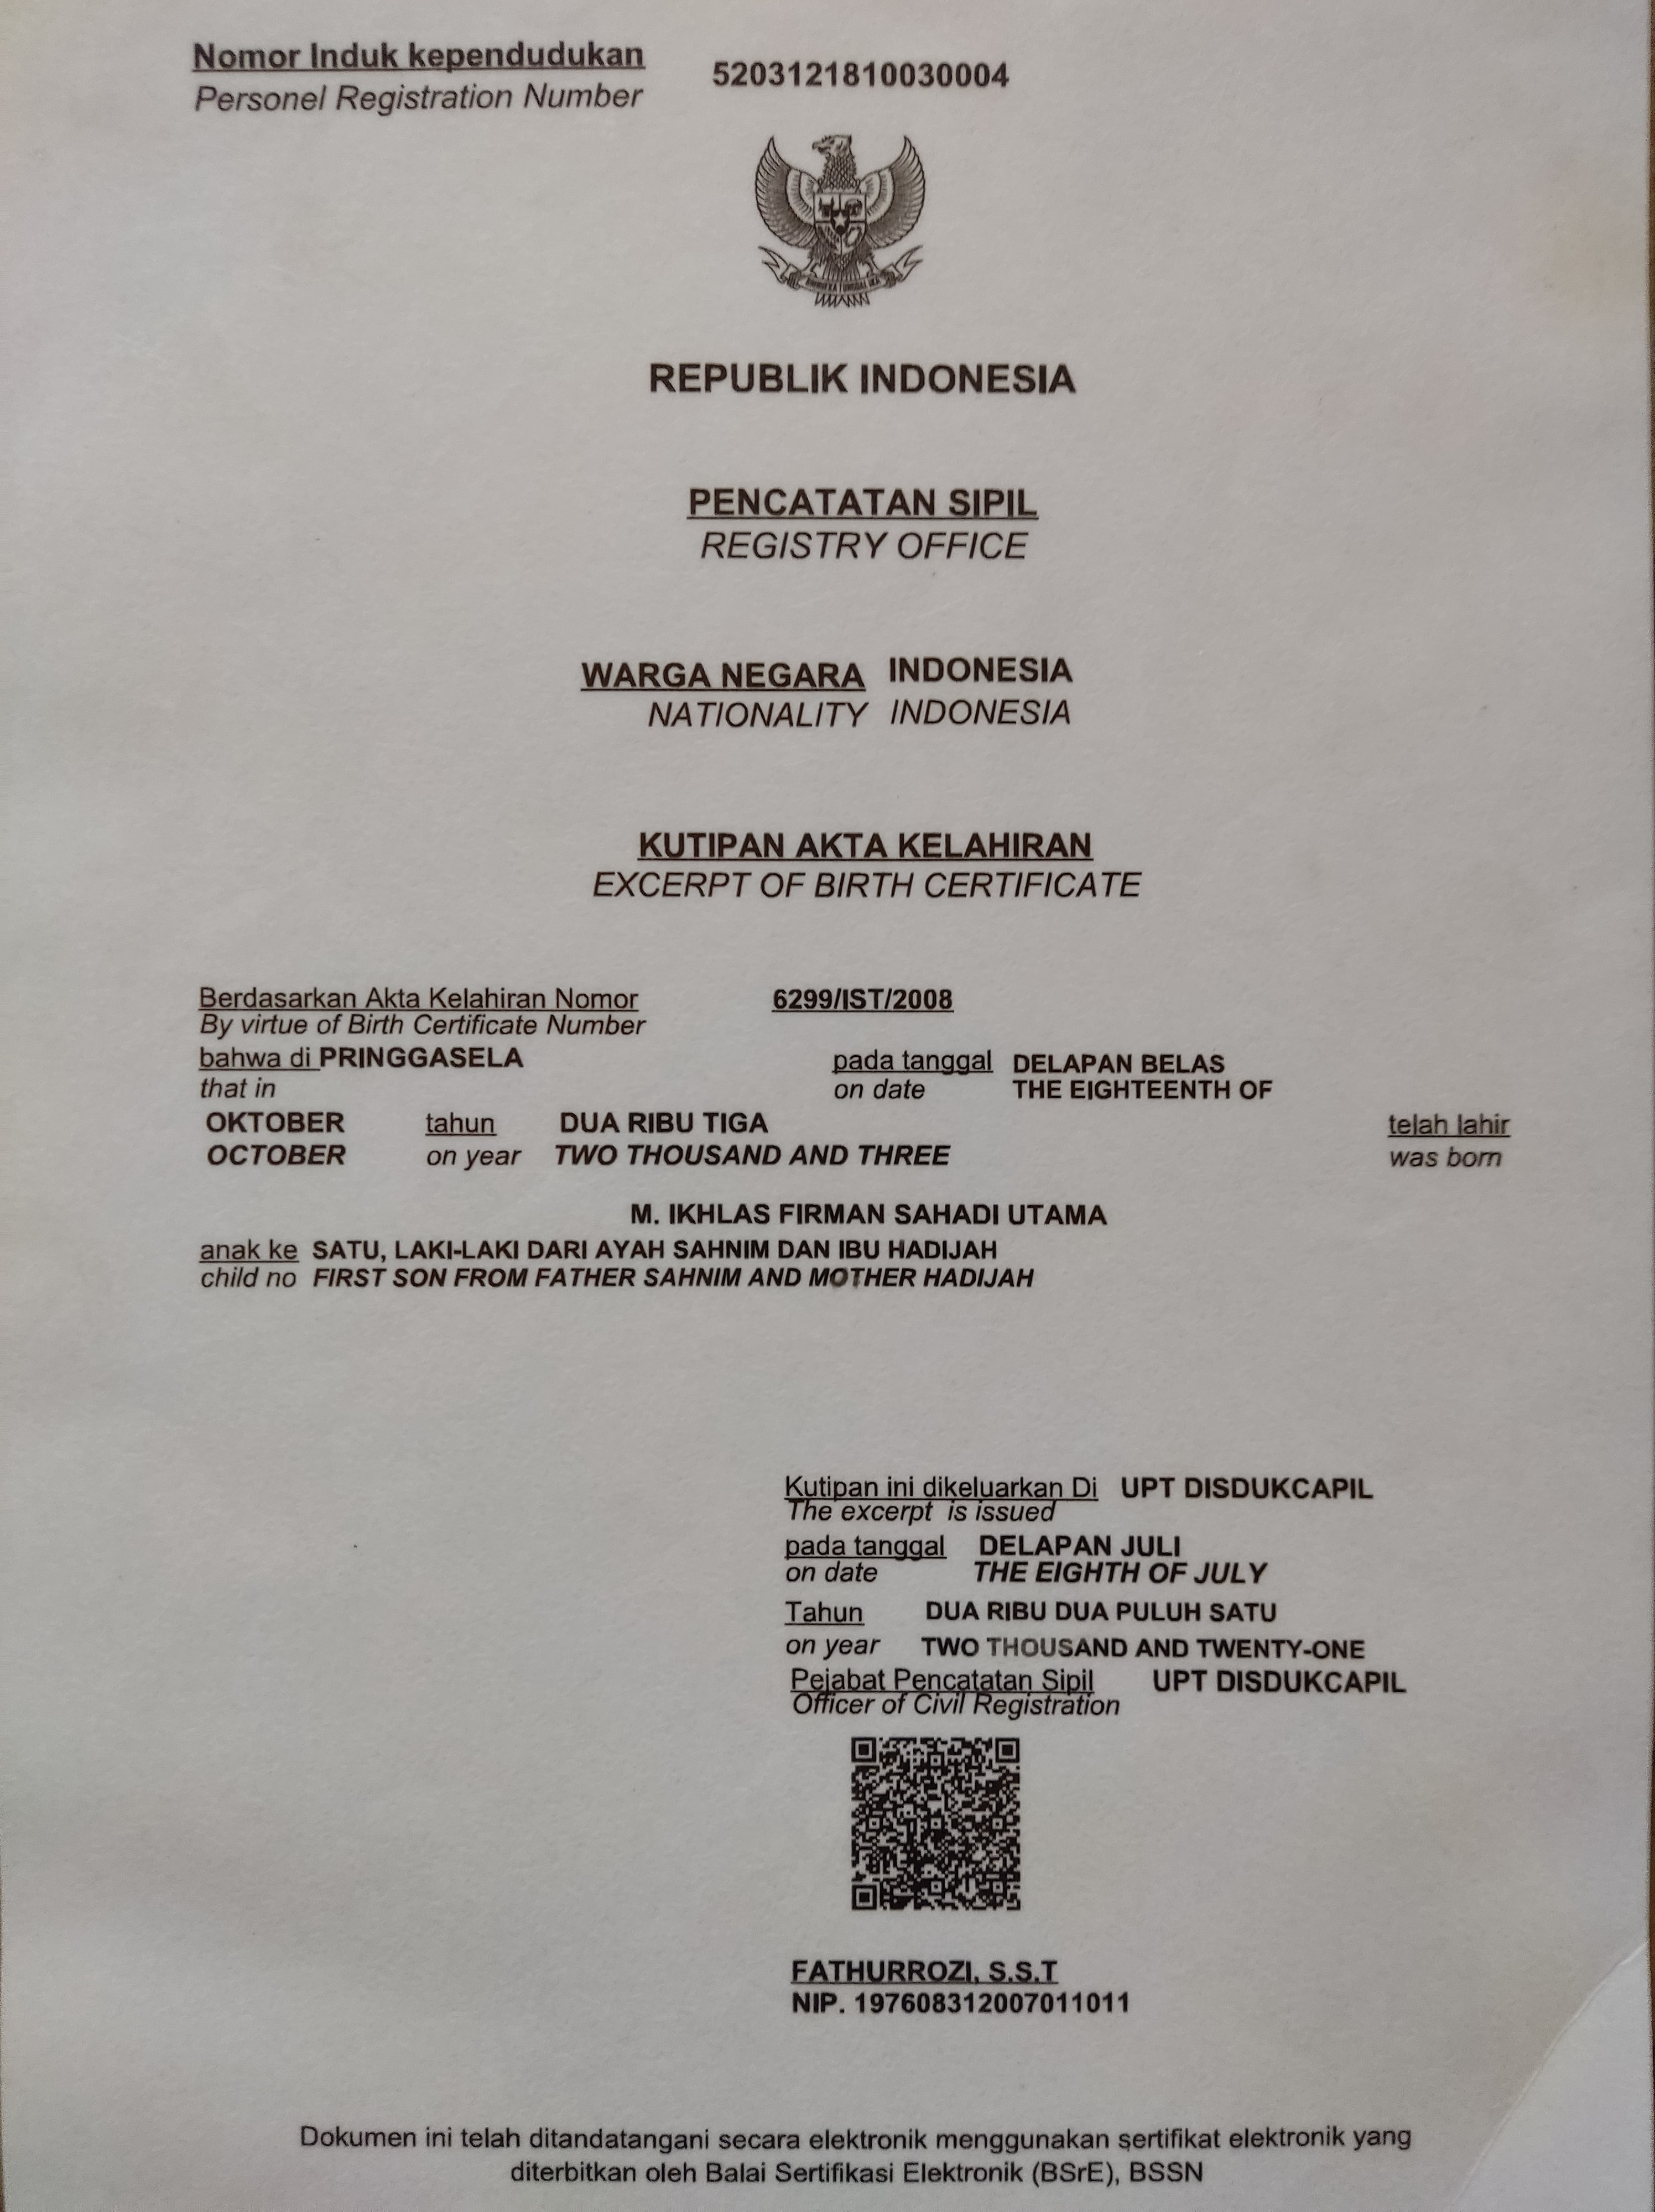 Nomor Induk kependudukan 5203121810030004
Personel Registration Number
BHINNEKA TUNGGAL IKA
REPUBLIK INDONESIA
PENCATATAN SIPIL
REGISTRY OFFICE
WARGA NEGARA INDONESIA
NATIONALITY INDONESIA
KUTIPAN AKTA KELAHIRAN
EXCERPT OF BIRTH CERTIFICATE
Berdasarkan Akta Kelahiran Nomor 6299/IST/2008
By virtue of Birth Certificate Number
bahwa di PRINGGASELA pada tanggal DELAPAN BELAS
that in on date THE EIGHTEENTH OF
OKTOBER tahun DUA RIBU TIGA telah lahir
OCTOBER on year TWO THOUSAND AND THREE was born
M. IKHLAS FIRMAN SAHADI UTAMA
anak ke SATU, LAKI-LAKI DARI AYAH SAHNIM DAN IBU HADIJAH
child no FIRST SON FROM FATHER SAHNIM AND MOTHER HADIJAH
Kutipan ini dikeluarkan Di UPT DISDUKCAPIL
The excerpt is issued
pada tanggal DELAPAN JULI
on date THE EIGHTH OF JULY
Tahun DUA RIBU DUA PULUH SATU
on year TWO THOUSAND AND TWENTY-ONE
Pejabat Pencatatan Sipil UPT DISDUKCAPIL
Officer of Civil Registration
FATHURROZI, S.S.T
NIP. 197608312007011011
Dokumen ini telah ditandatangani secara elektronik menggunakan sertifikat elektronik yang
diterbitkan oleh Balai Sertifikasi Elektronik (BSrE), BSSN